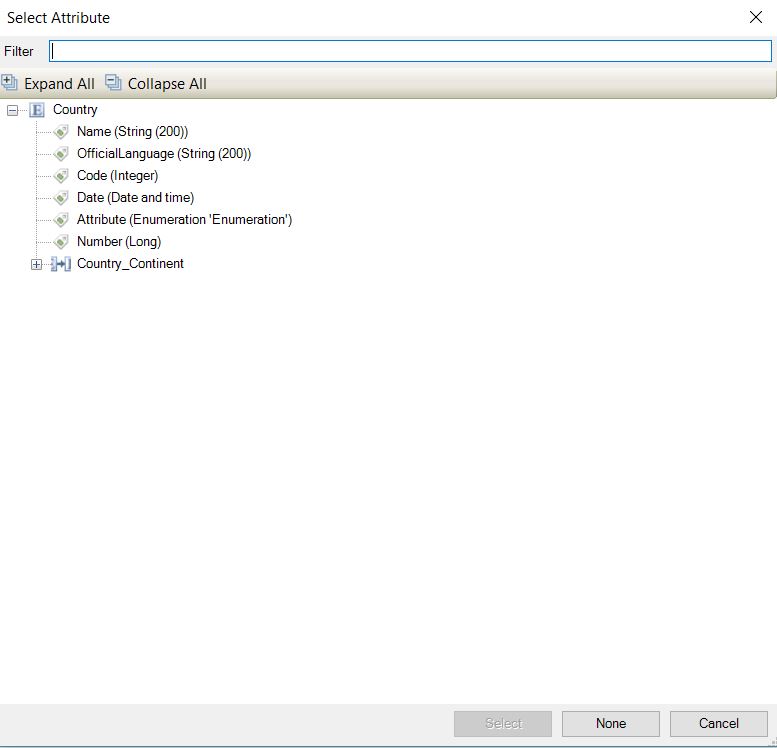 Select Attribute
Filter
Expand All Collapse All
Country
Name (String (200))
OfficialLanguage (String (200))
Code (Integer)
Date (Date and time)
Attribute (Enumeration 'Enumeration')
Number (Long)
Country_Continent
Select None Cancel